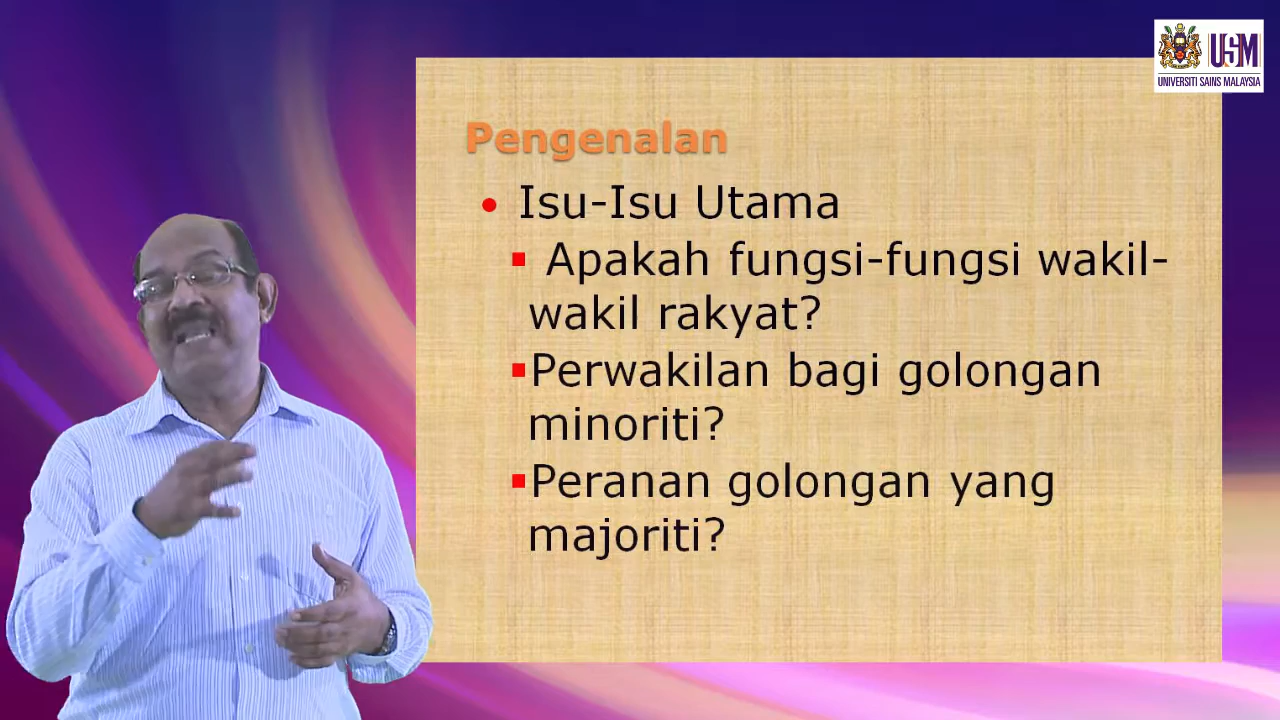 USM
UNIVERSITI SAINS MALAYSIA
Pengenalan
• Isu-Isu Utama
▪ Apakah fungsi-fungsi wakil-
wakil rakyat?
▪Perwakilan bagi golongan
minoriti?
▪Peranan golongan yang
majoriti?